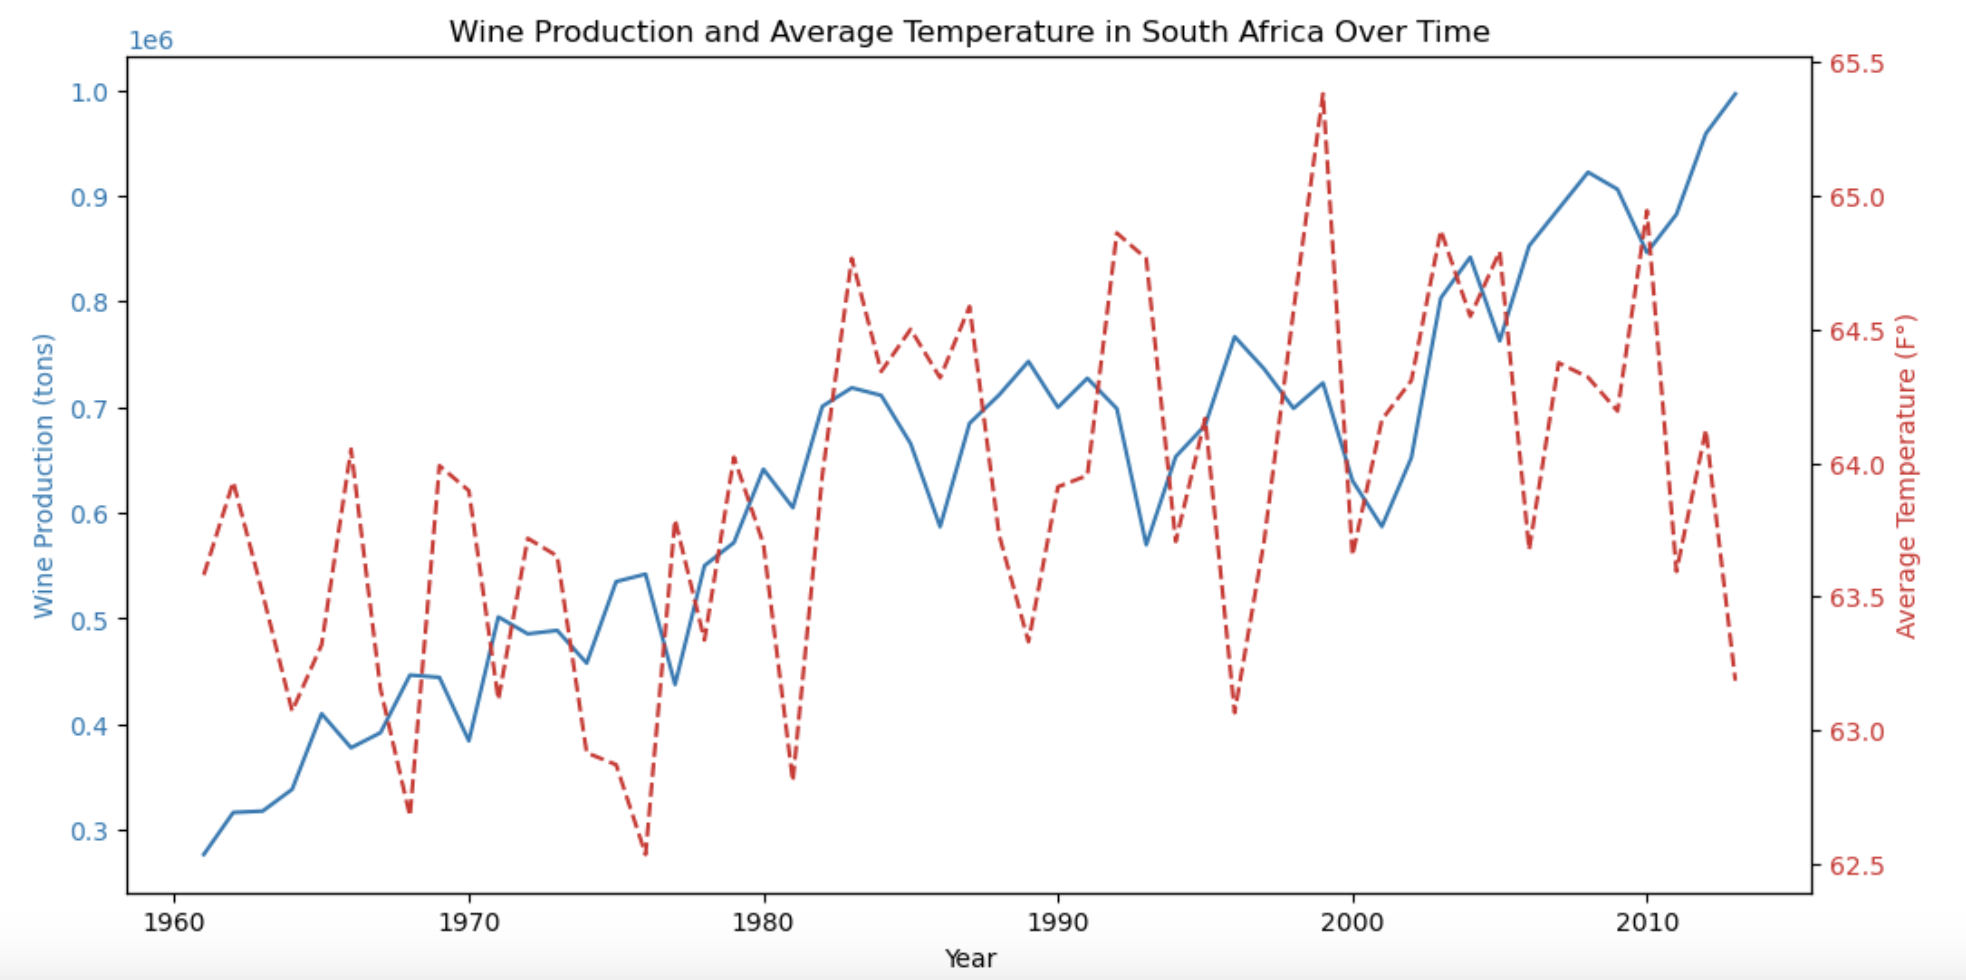 Wine Production and Average Temperature in South Africa Over Time
1e6
1.0
0.9
0.8
0.7
0.6
0.5
0.4
0.3
Wine Production (tons)
65.5
65.0
64.5
64.0
63.5
63.0
62.5
Average Temperature (F°)
1960 1970 1980 1990 2000 2010
Year